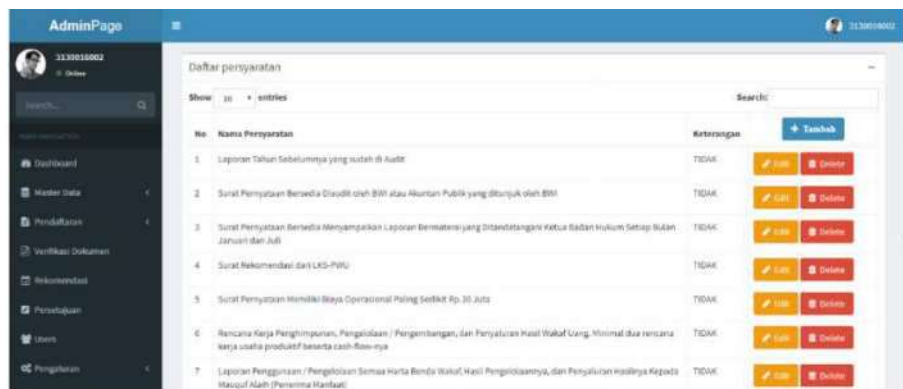 AdminPage
3130016002
3130016002
Online
Daftar persyaratan
Show 10 entries
Search:
Search...
No Nama Persyaratan Keterangan + Tambah
1 Laporan Tahun Sebelumnya yang sudah di Audit TIDAK Edit Delete
2 Surat Pernyataan Bersedia Diaudit oleh BWI atau Akuntan Publik yang ditunjuk oleh BWI TIDAK Edit Delete
3 Surat Pernyataan Bersedia Menyampaikan Laporan Bermaterai yang Ditandetangani Ketua Badan Hukum Setiap Bulan TIDAK Edit Delete
Januari dan Juli
4 Surat Rekomendasi dari LKS-PWU TIDAK Edit Delete
5 Surat Pernyataan Memiliki Biaya Operasional Paling Sedikit Rp. 30 Juta TIDAK Edit Delete
6 Rencana Kerja Penghimpunan, Pengelolaan / Pengembangan, dan Penyaluran Hasil Wakaf Uang, Minimal dua rencana TIDAK Edit Delete
kerja usaha produktif beserta cash-flow-nya
7 Laporan Penggunaan / Pengelolaan Semua Harta Benda Wakaf, Hasil Pengelolaannya, dan Penyaluran Hasilnya Kepada TIDAK Edit Delete
Mauquf Alaih (Penerima Manfaat)
Dashboard
Master Data
Pendaftaran
Verifikasi Dokumen
Rekomendasi
Persetujuan
Users
Pengaturan